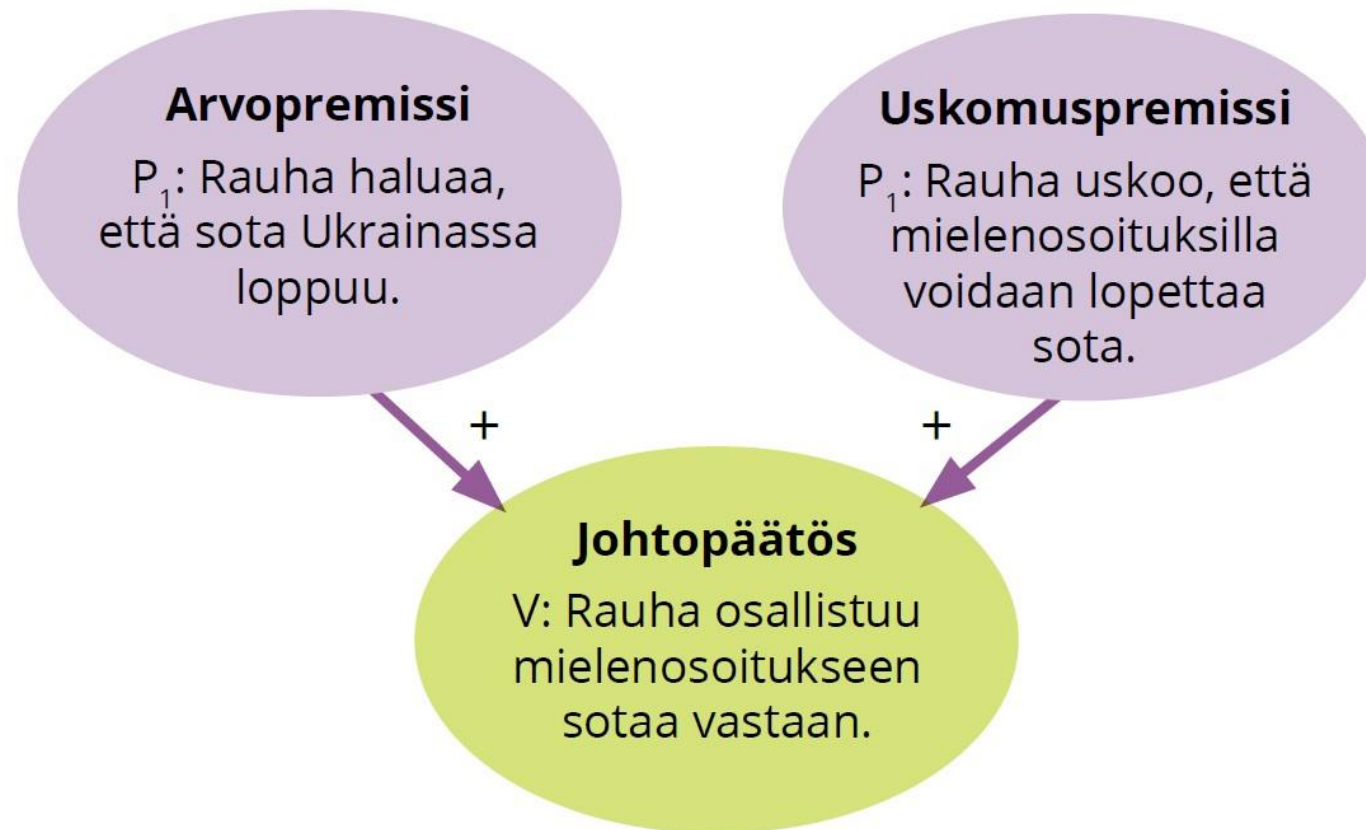 Arvopremissi
P₁: Rauha haluaa,
että sota Ukrainassa
loppuu.
Uskomuspremissi
P₁: Rauha uskoo, että
mielenosoituksilla
voidaan lopettaa
sota.
+
+
Johtopäätös
V: Rauha osallistuu
mielenosoitukseen
sotaa vastaan.